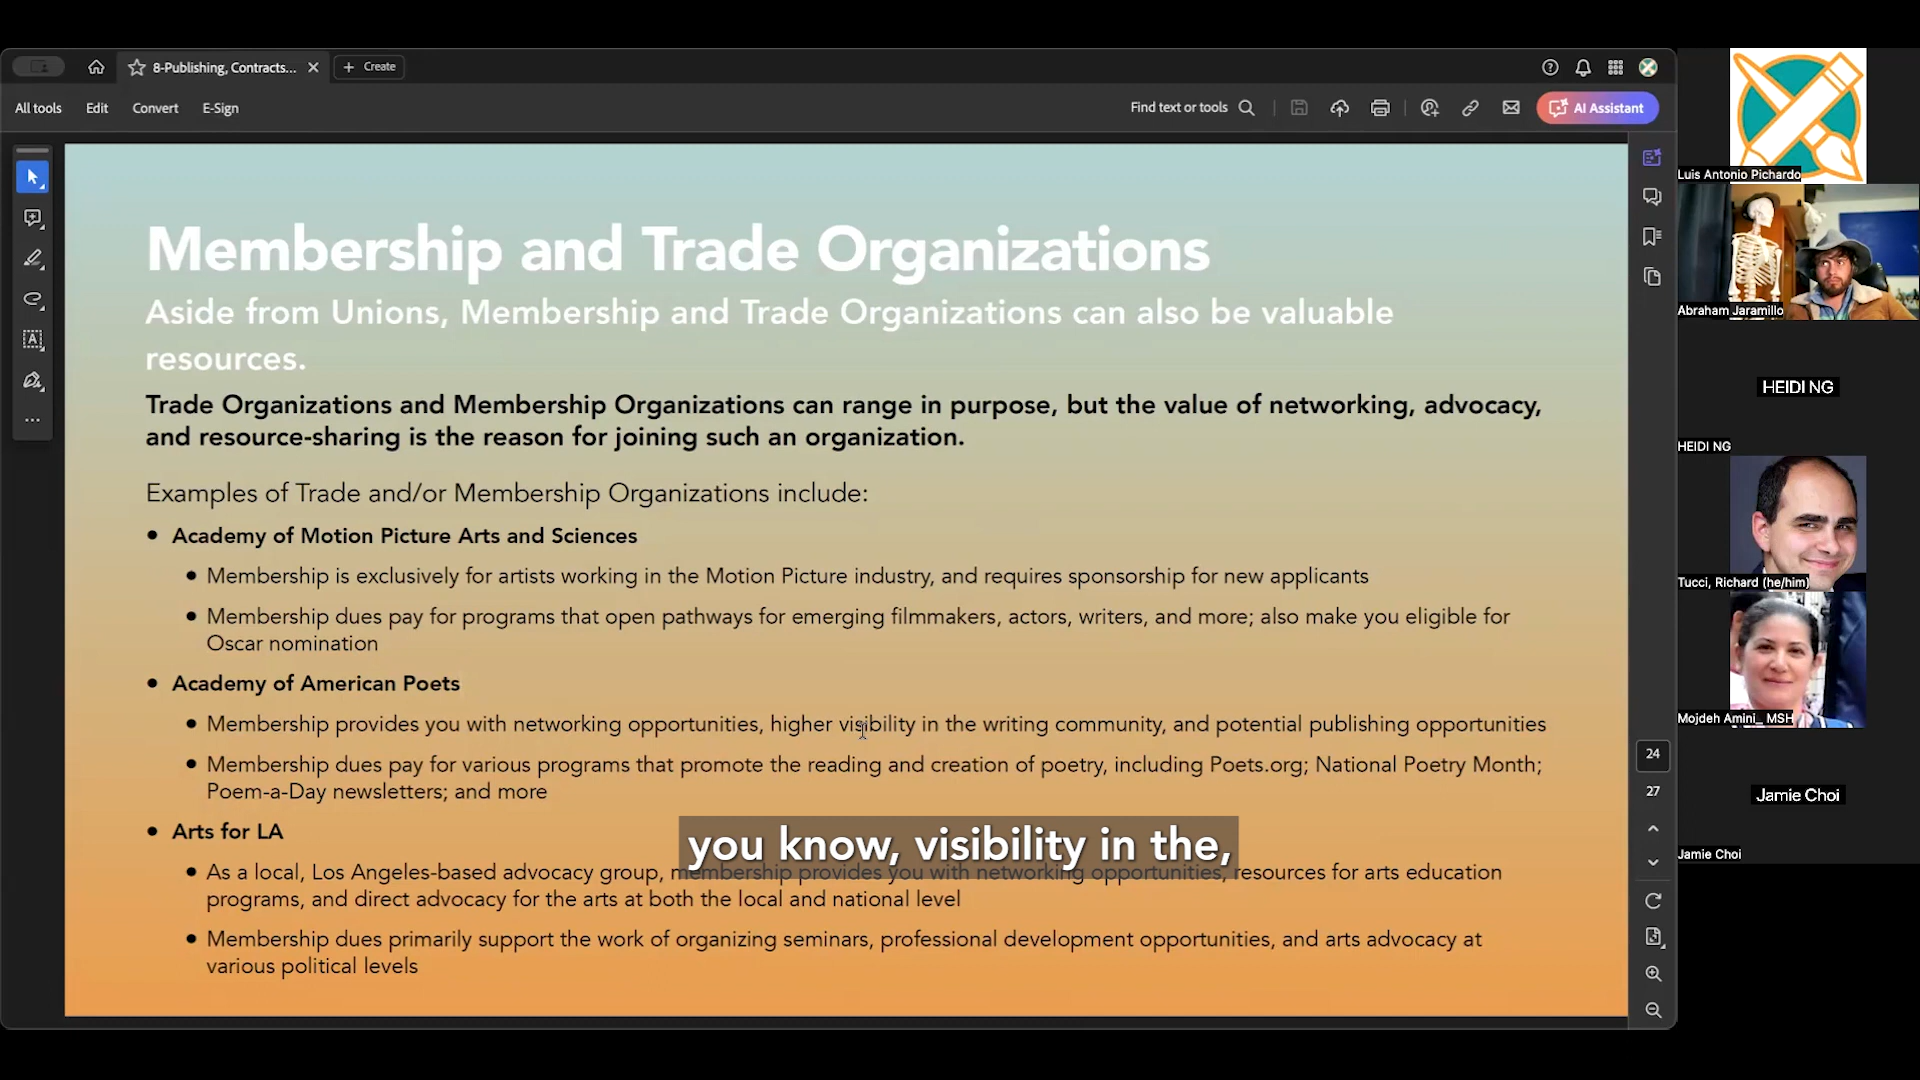 8-Publishing, Contracts...
Create
All tools
Edit
Convert
E-Sign
Find text or tools
AI Assistant
Membership and Trade Organizations
Aside from Unions, Membership and Trade Organizations can also be valuable
resources.
Trade Organizations and Membership Organizations can range in purpose, but the value of networking, advocacy,
and resource-sharing is the reason for joining such an organization.
Examples of Trade and/or Membership Organizations include:
• Academy of Motion Picture Arts and Sciences
• Membership is exclusively for artists working in the Motion Picture industry, and requires sponsorship for new applicants
• Membership dues pay for programs that open pathways for emerging filmmakers, actors, writers, and more; also make you eligible for
Oscar nomination
• Academy of American Poets
• Membership provides you with networking opportunities, higher visibility in the writing community, and potential publishing opportunities
• Membership dues pay for various programs that promote the reading and creation of poetry, including Poets.org; National Poetry Month;
Poem-a-Day newsletters; and more
• Arts for LA
• As a local, Los Angeles-based advocacy group, membership provides you with networking opportunities, resources for arts education
programs, and direct advocacy for the arts at both the local and national level
• Membership dues primarily support the work of organizing seminars, professional development opportunities, and arts advocacy at
various political levels
you know, visibility in the,
24
27
Luis Antonio Pichardo
Abraham Jaramillo
HEIDI NG
HEIDI NG
Tucci, Richard (he/him)
Mojdeh Amini_ MSH
Jamie Choi
Jamie Choi